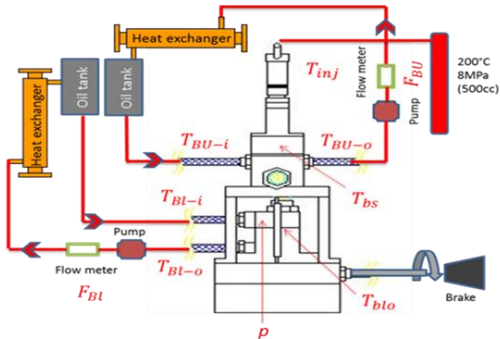 Heat exchanger
Oil tank
Oil tank
Heat exchanger
T_inj
Flow meter
F_BU
Pump
200°C
8MPa
(500cc)
T_BU-i
T_BU-o
T_bs
T_Bl-i
Pump
T_Bl-o
Flow meter
F_Bl
T_blo
Brake
p